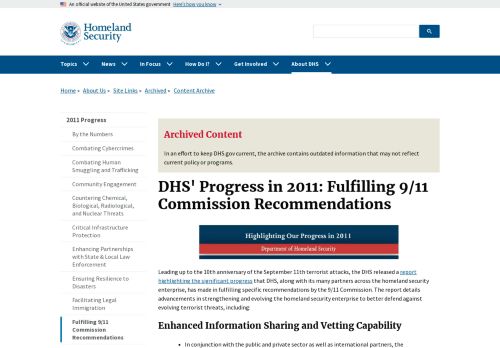 An official website of the United States government Here's how you know
Homeland
Security
Topics News In Focus How Do I? Get Involved About DHS
Home About Us Site Links Archived Content Archive
2011 Progress
By the Numbers
Combating Cybercrimes
Combating Human
Smuggling and Trafficking
Community Engagement
Countering Chemical,
Biological, Radiological,
and Nuclear Threats
Critical Infrastructure
Protection
Enhancing Partnerships
with State & Local Law
Enforcement
Ensuring Resilience to
Disasters
Facilitating Legal
Immigration
Fulfilling 9/11
Commission
Recommendations
Archived Content
In an effort to keep DHS.gov current, the archive contains outdated information that may not reflect
current policy or programs.
DHS' Progress in 2011: Fulfilling 9/11
Commission Recommendations
Highlighting Our Progress in 2011
Department of Homeland Security
Leading up to the 10th anniversary of the September 11th terrorist attacks, the DHS released a report
highlighting the significant progress that DHS, along with its many partners across the homeland security
enterprise, has made in fulfilling specific recommendations by the 9/11 Commission. The report details
advancements in strengthening and evolving the homeland security enterprise to better defend against
evolving terrorist threats, including:
Enhanced Information Sharing and Vetting Capability
• In conjunction with the public and private sector as well as international partners, the